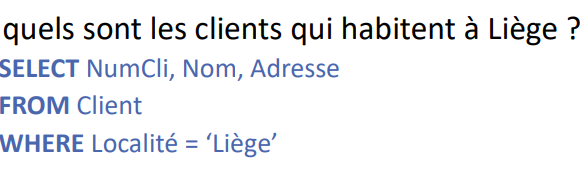 quels sont les clients qui habitent à Liège ?
SELECT NumCli, Nom, Adresse
FROM Client
WHERE Localité = ‘Liège’